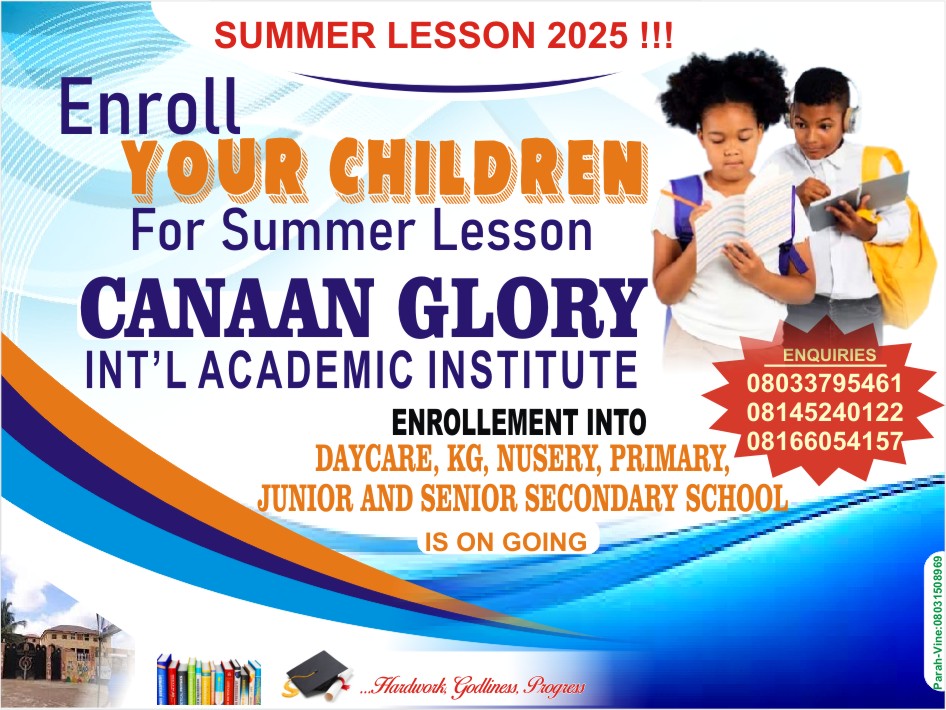 SUMMER LESSON 2025 !!!
Enroll
YOUR CHILDREN
For Summer Lesson
CANAAN GLORY
INT'L ACADEMIC INSTITUTE
ENQUIRIES
08033795461
08145240122
08166054157
ENROLLEMENT INTO
DAYCARE, KG, NUSERY, PRIMARY,
JUNIOR AND SENIOR SECONDARY SCHOOL
IS ON GOING
...Hardwork, Godliness, Progress
Parah-Vine:08031508969